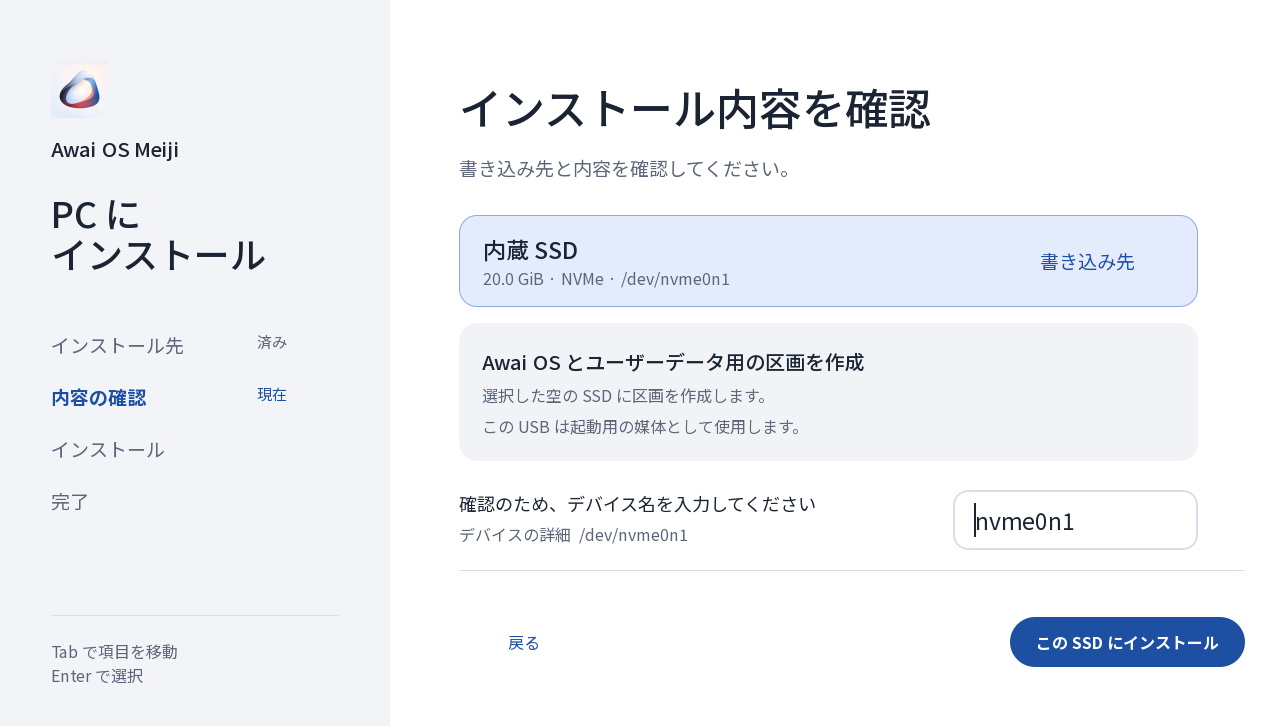 Awai OS Meiji
PC に
インストール
インストール先 済み
内容の確認 現在
インストール
完了
Tab で項目を移動
Enter で選択
インストール内容を確認
書き込み先と内容を確認してください。
内蔵 SSD
20.0 GiB · NVMe · /dev/nvme0n1
書き込み先
Awai OS とユーザーデータ用の区画を作成
選択した空の SSD に区画を作成します。
この USB は起動用の媒体として使用します。
確認のため、デバイス名を入力してください
デバイスの詳細 /dev/nvme0n1
nvme0n1
戻る
この SSD にインストール